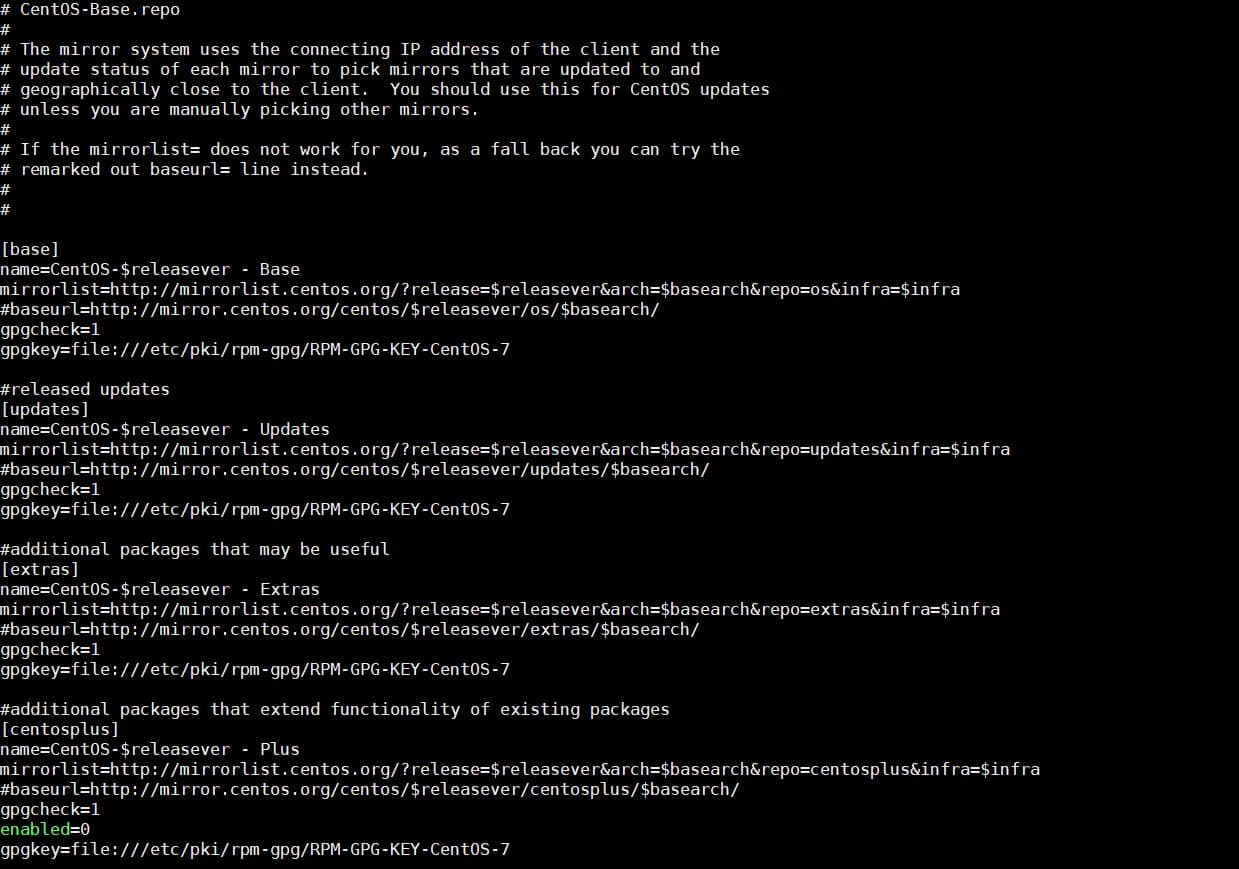 # CentOS-Base.repo
#
# The mirror system uses the connecting IP address of the client and the
# update status of each mirror to pick mirrors that are updated to and
# geographically close to the client.  You should use this for CentOS updates
# unless you are manually picking other mirrors.
#
# If the mirrorlist= does not work for you, as a fall back you can try the
# remarked out baseurl= line instead.
#
#

[base]
name=CentOS-$releasever - Base
mirrorlist=http://mirrorlist.centos.org/?release=$releasever&arch=$basearch&repo=os&infra=$infra
#baseurl=http://mirror.centos.org/centos/$releasever/os/$basearch/
gpgcheck=1
gpgkey=file:///etc/pki/rpm-gpg/RPM-GPG-KEY-CentOS-7

#released updates
[updates]
name=CentOS-$releasever - Updates
mirrorlist=http://mirrorlist.centos.org/?release=$releasever&arch=$basearch&repo=updates&infra=$infra
#baseurl=http://mirror.centos.org/centos/$releasever/updates/$basearch/
gpgcheck=1
gpgkey=file:///etc/pki/rpm-gpg/RPM-GPG-KEY-CentOS-7

#additional packages that may be useful
[extras]
name=CentOS-$releasever - Extras
mirrorlist=http://mirrorlist.centos.org/?release=$releasever&arch=$basearch&repo=extras&infra=$infra
#baseurl=http://mirror.centos.org/centos/$releasever/extras/$basearch/
gpgcheck=1
gpgkey=file:///etc/pki/rpm-gpg/RPM-GPG-KEY-CentOS-7

#additional packages that extend functionality of existing packages
[centosplus]
name=CentOS-$releasever - Plus
mirrorlist=http://mirrorlist.centos.org/?release=$releasever&arch=$basearch&repo=centosplus&infra=$infra
#baseurl=http://mirror.centos.org/centos/$releasever/centosplus/$basearch/
gpgcheck=1
enabled=0
gpgkey=file:///etc/pki/rpm-gpg/RPM-GPG-KEY-CentOS-7